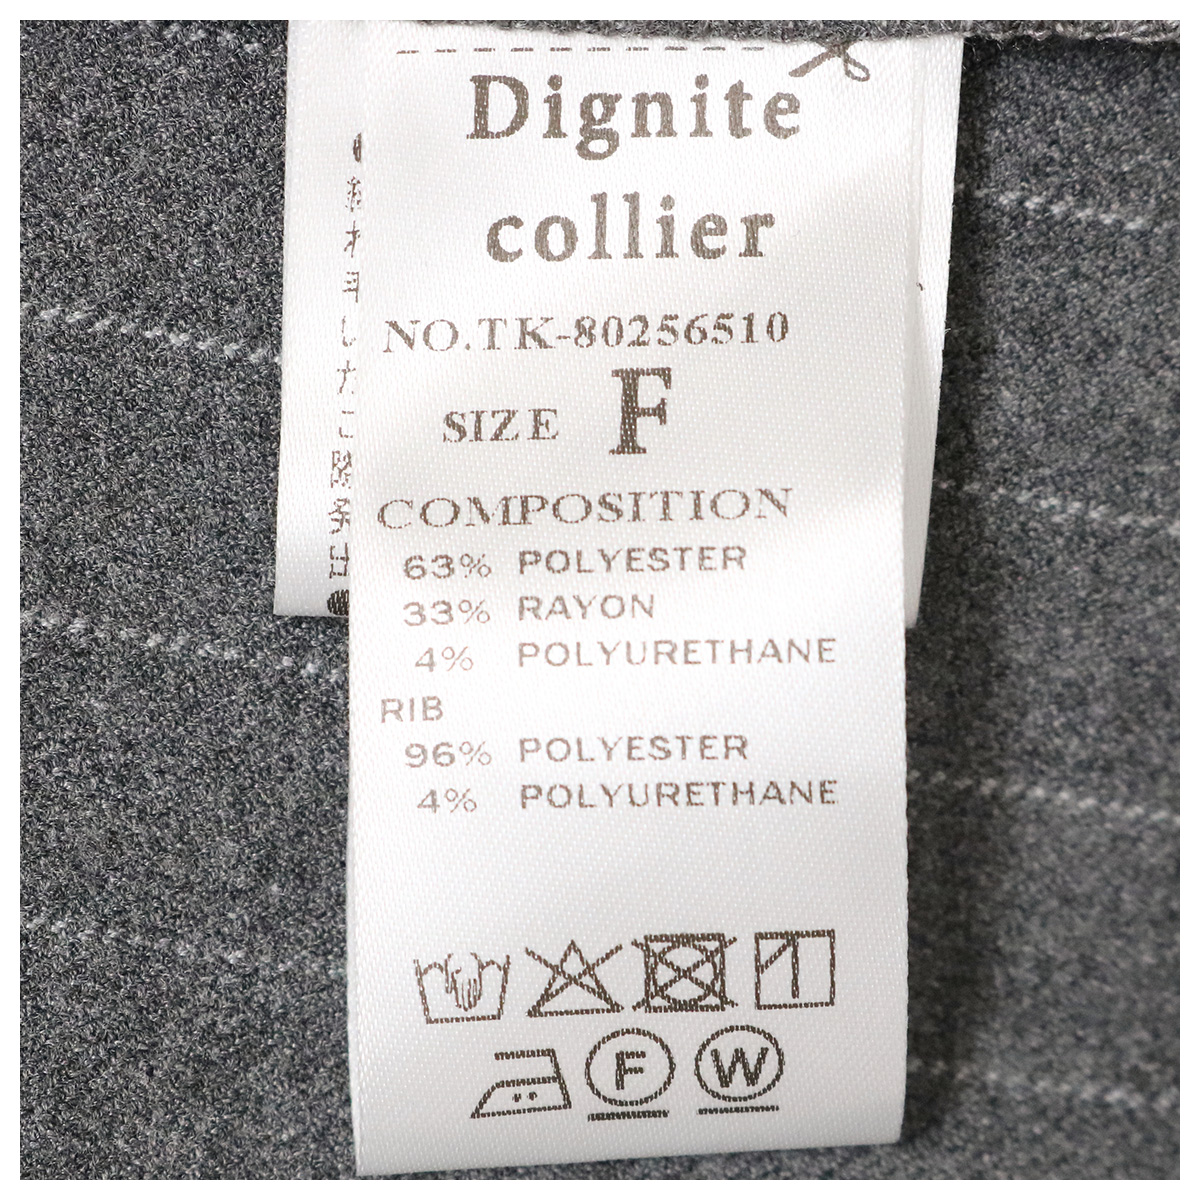 Dignite
collier
NO.TK-80256510
SIZE F
COMPOSITION
63% POLYESTER
33% RAYON
4% POLYURETHANE
RIB
96% POLYESTER
4% POLYURETHANE
F W